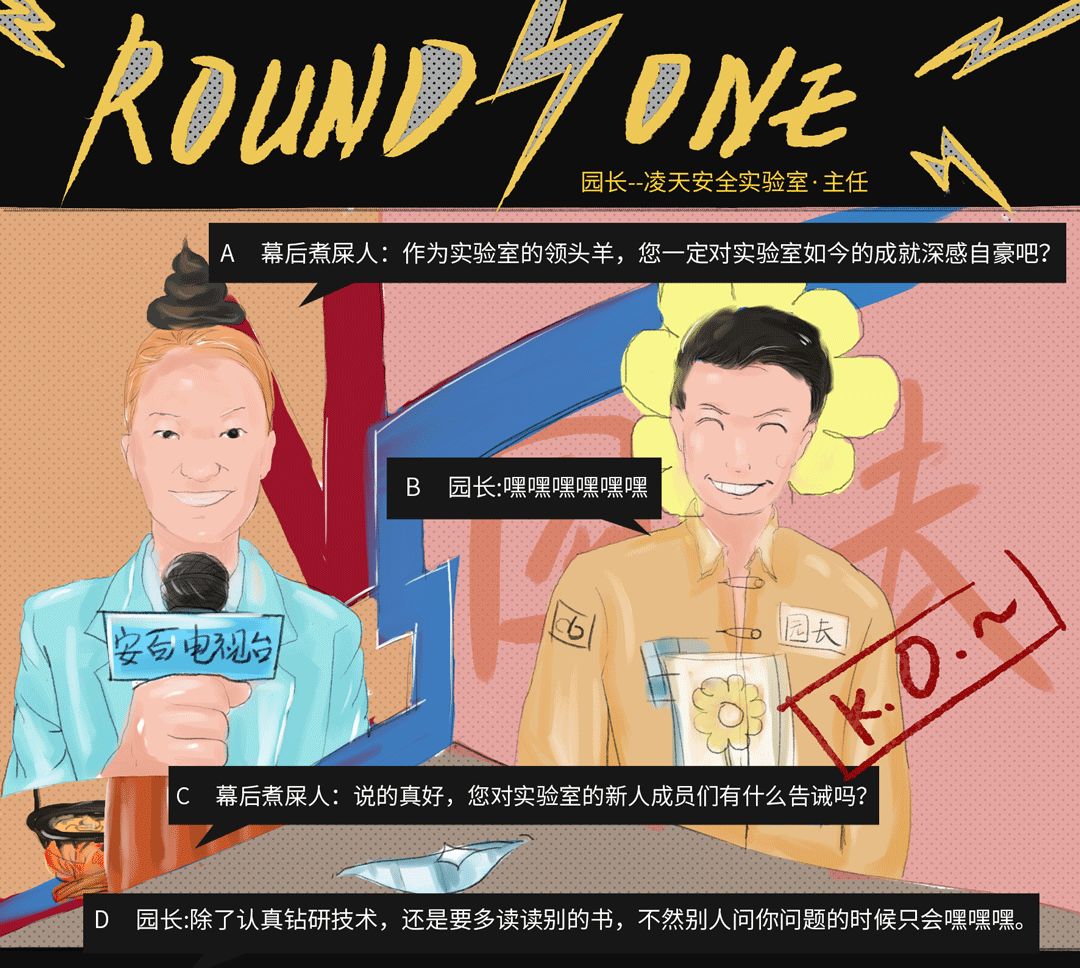 ROUND ONE
园长--凌天安全实验室·主任
A 幕后煮屎人：作为实验室的领头羊，您一定对实验室如今的成就深感自豪吧？
B 园长:嘿嘿嘿嘿嘿嘿
园长
安百电视台
园长
K.O.~
C 幕后煮屎人：说的真好，您对实验室的新人成员们有什么告诫吗？
D 园长:除了认真钻研技术，还是要多读读别的书，不然别人问你问题的时候只会嘿嘿嘿。